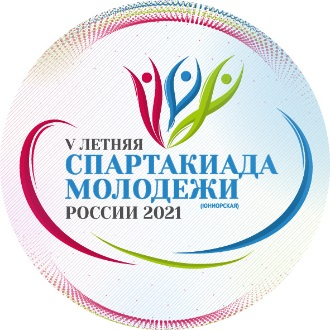 V ЛЕТНЯЯ
СПАРТАКИАДА
МОЛОДЕЖИ
(ЮНИОРСКАЯ)
РОССИИ 2021